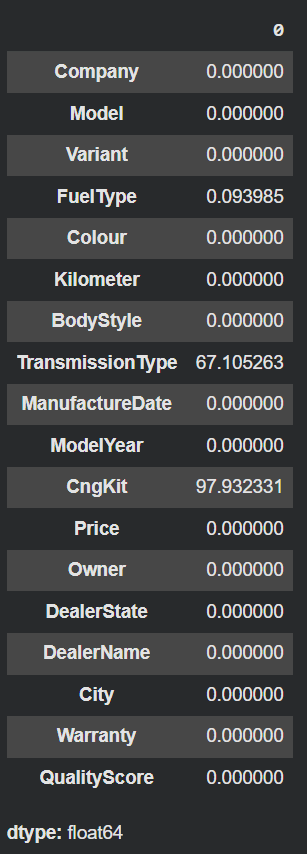 0
Company 0.000000
Model 0.000000
Variant 0.000000
FuelType 0.093985
Colour 0.000000
Kilometer 0.000000
BodyStyle 0.000000
TransmissionType 67.105263
ManufactureDate 0.000000
ModelYear 0.000000
CngKit 97.932331
Price 0.000000
Owner 0.000000
DealerState 0.000000
DealerName 0.000000
City 0.000000
Warranty 0.000000
QualityScore 0.000000
dtype: float64